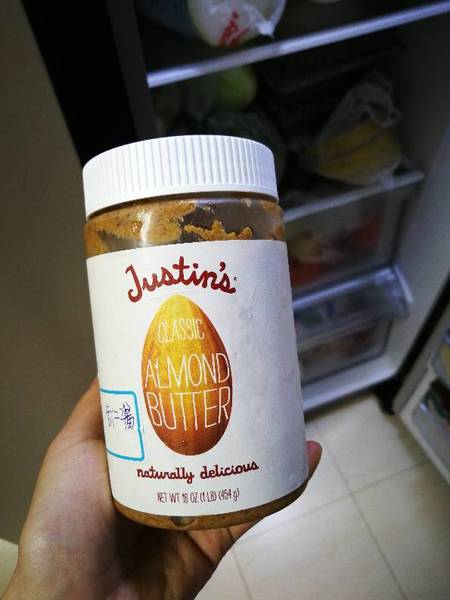 Justin's
CLASSIC
ALMOND
BUTTER
naturally delicious
NET WT 16 OZ (1 LB) (454 g)